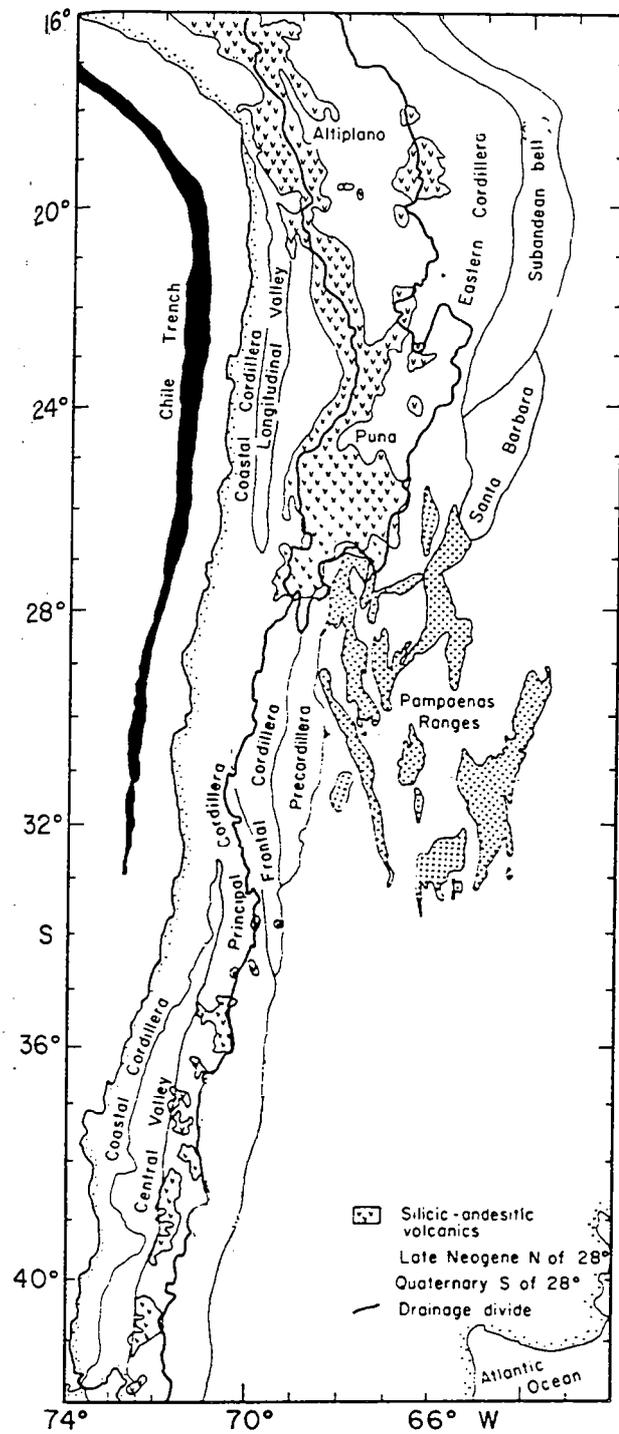 16°
Altiplano
20°
Eastern Cordillera
Subandean bell
Chile Trench
Coastal Cordillera
Longitudinal Valley
24°
Puna
Santa Barbara
28°
Pampaenas
Ranges
Frontal Cordillera
Precordillera
32°
Principal Cordillera
S
36°
Coastal Cordillera
Central Valley
Silicic-andesitic
volcanics
Late Neogene N of 28°
Quaternary S of 28°
Drainage divide
40°
Atlantic
Ocean
74° 70° 66° W